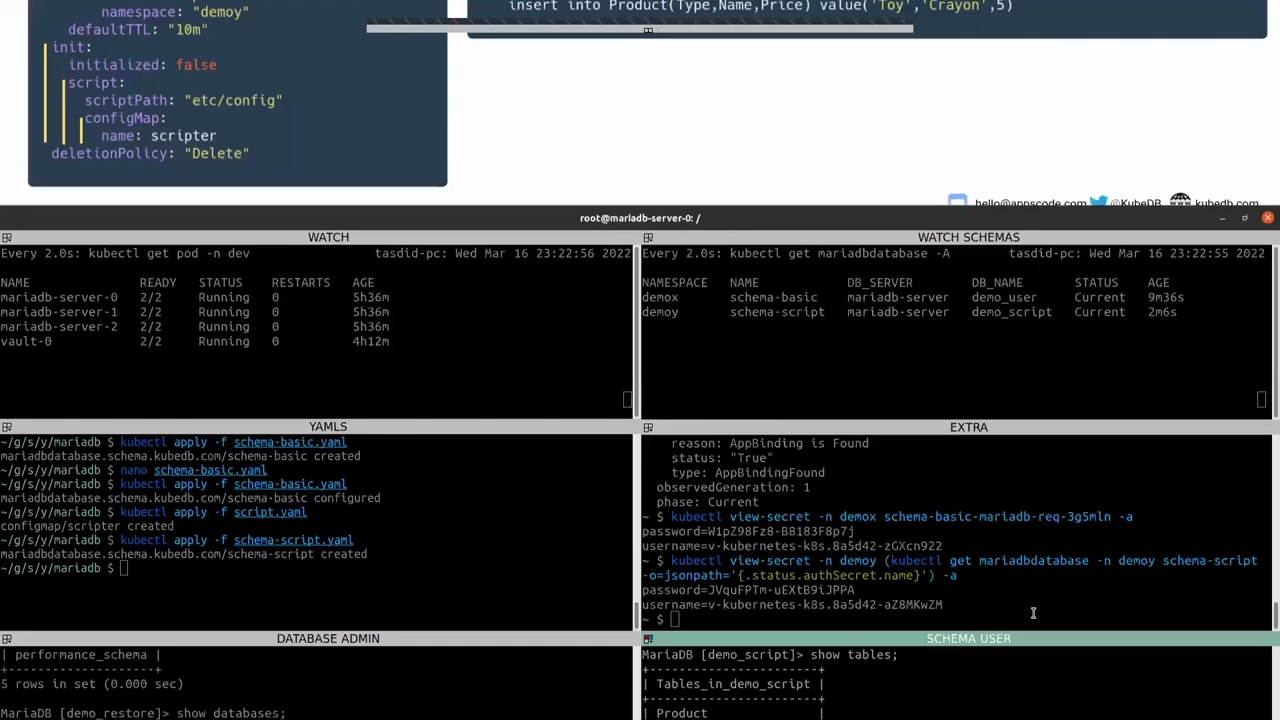 namespace: "demoy"
defaultTTL: "10m"
init:
initialized: false
script:
scriptPath: "etc/config"
configMap:
name: scripter
deletionPolicy: "Delete"
insert into Product(Type,Name,Price) value('Toy','Crayon',5)
hello@appscode.com @KubeDB kubedb.com
root@mariadb-server-0: /
WATCH
Every 2.0s: kubectl get pod -n dev tasdid-pc: Wed Mar 16 23:22:56 2022
NAME READY STATUS RESTARTS AGE
mariadb-server-0 2/2 Running 0 5h36m
mariadb-server-1 2/2 Running 0 5h36m
mariadb-server-2 2/2 Running 0 5h36m
vault-0 2/2 Running 0 4h12m
WATCH SCHEMAS
Every 2.0s: kubectl get mariadbdatabase -A tasdid-pc: Wed Mar 16 23:22:55 2022
NAMESPACE NAME DB_SERVER DB_NAME STATUS AGE
demox schema-basic mariadb-server demo_user Current 9m36s
demoy schema-script mariadb-server demo_script Current 2m6s
YAMLS
~/g/s/y/mariadb $ kubectl apply -f schema-basic.yaml
mariadbdatabase.schema.kubedb.com/schema-basic created
~/g/s/y/mariadb $ nano schema-basic.yaml
~/g/s/y/mariadb $ kubectl apply -f schema-basic.yaml
mariadbdatabase.schema.kubedb.com/schema-basic configured
~/g/s/y/mariadb $ kubectl apply -f script.yaml
configmap/scripter created
~/g/s/y/mariadb $ kubectl apply -f schema-script.yaml
mariadbdatabase.schema.kubedb.com/schema-script created
~/g/s/y/mariadb $
EXTRA
reason: AppBinding is Found
status: "True"
type: AppBindingFound
observedGeneration: 1
phase: Current
~ $ kubectl view-secret -n demox schema-basic-mariadb-req-3g5mln -a
password=W1pZ98Fz8-B8183F8p7j
username=v-kubernetes-k8s.8a5d42-zGXcn922
~ $ kubectl view-secret -n demoy (kubectl get mariadbdatabase -n demoy schema-script
-o=jsonpath='{.status.authSecret.name}') -a
password=JVquFPTm-uEXtB9iJPPA
username=v-kubernetes-k8s.8a5d42-aZ8MKwZM
~ $
DATABASE ADMIN
| performance_schema |
+--------------------+
5 rows in set (0.000 sec)
MariaDB [demo_restore]> show databases;
SCHEMA USER
MariaDB [demo_script]> show tables;
+-----------------------+
| Tables_in_demo_script |
+-----------------------+
| Product |